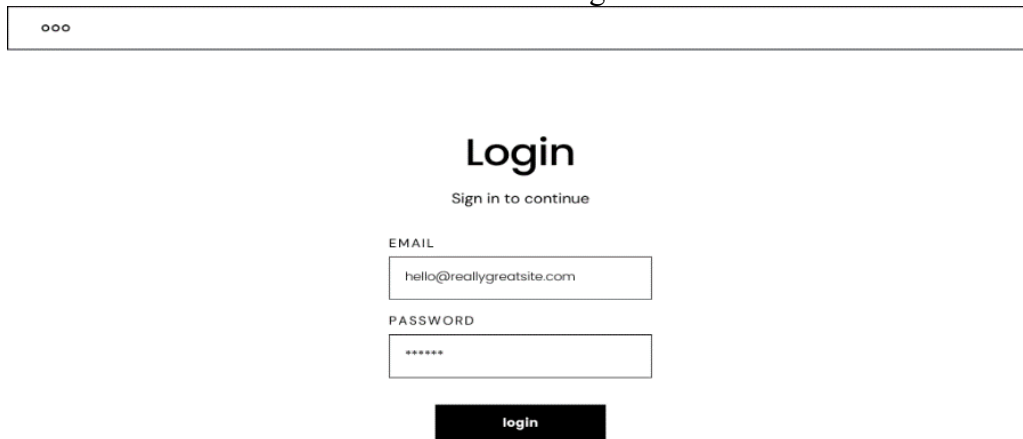 Login
Sign in to continue
EMAIL
hello@reallygreatsite.com
PASSWORD
******
login